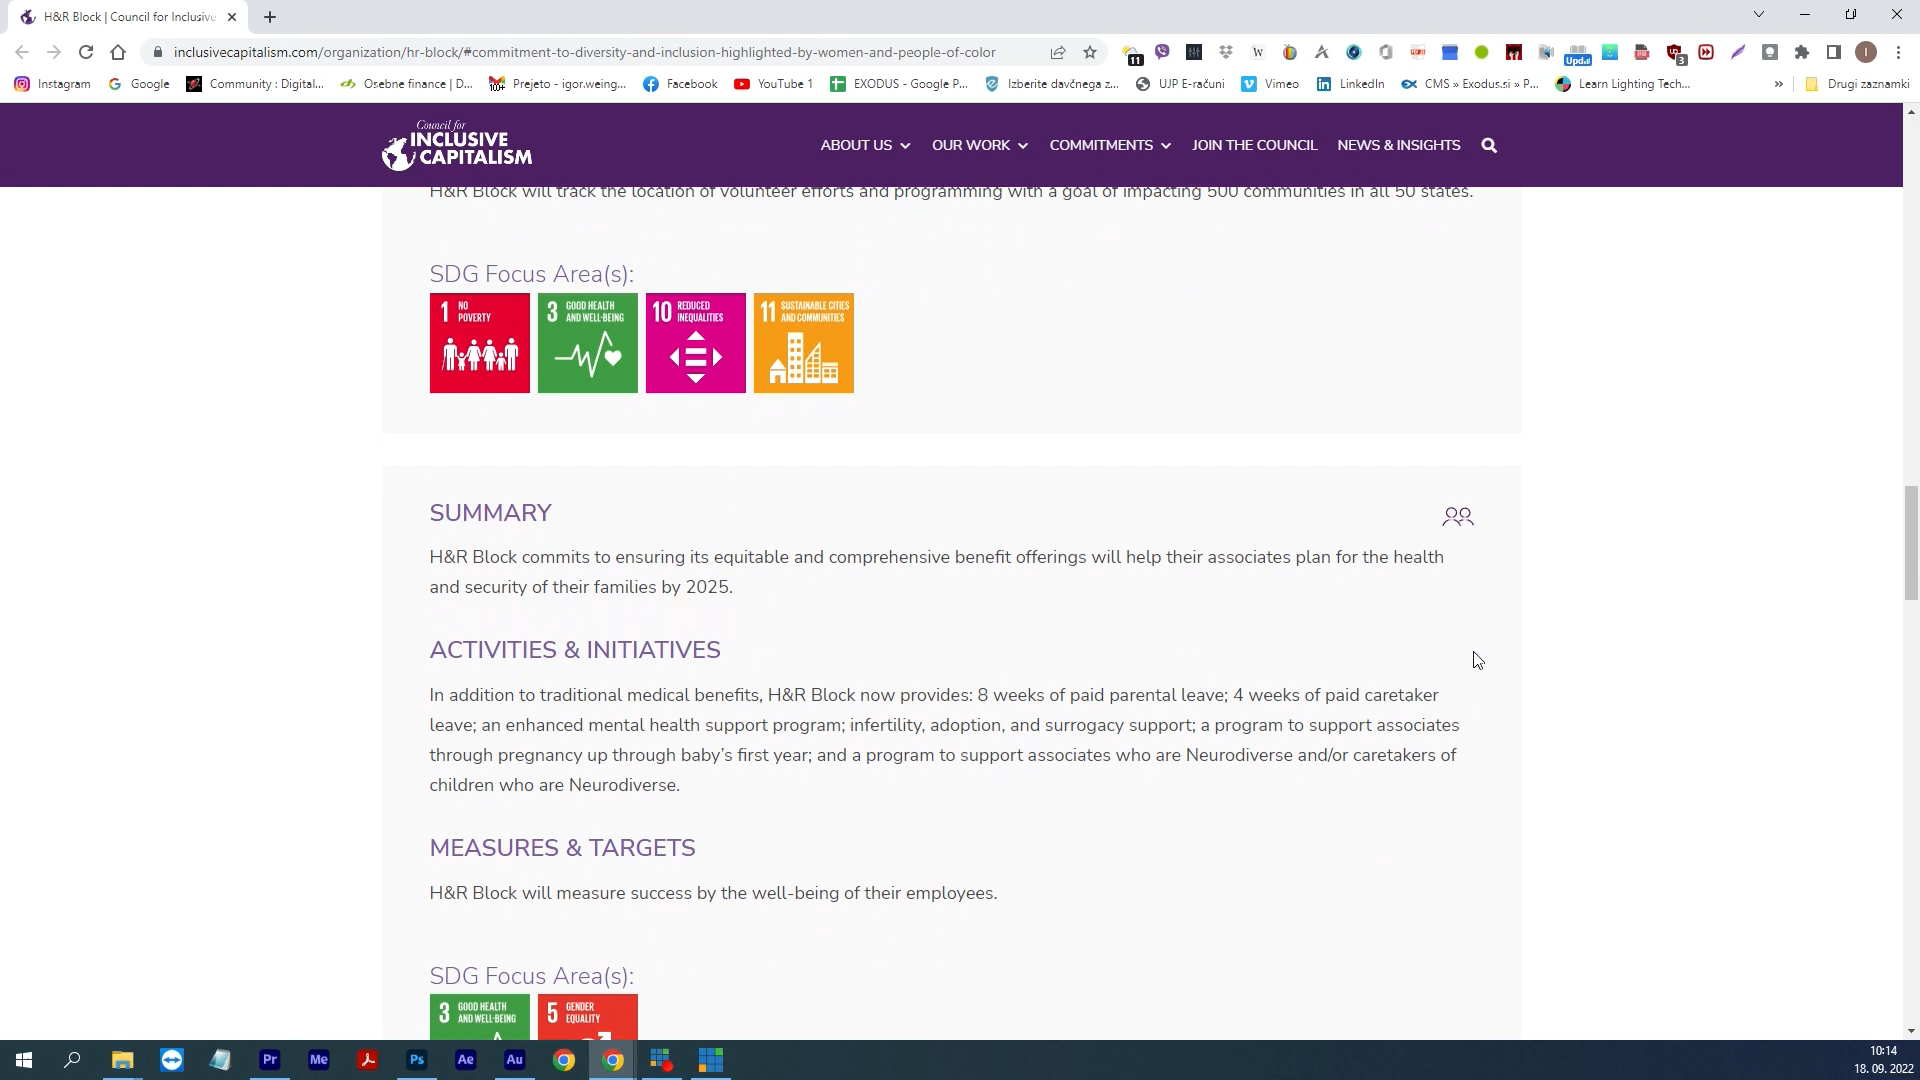 H&R Block | Council for Inclusive
inclusivecapitalism.com/organization/hr-block/#commitment-to-diversity-and-inclusion-highlighted-by-women-and-people-of-color
11
Upd.al
3
Instagram
Google
Community : Digital...
Osebne finance | D...
Prejeto - igor.weing...
Facebook
YouTube 1
EXODUS - Google P...
Izberite davčnega z...
UJP E-računi
Vimeo
LinkedIn
CMS » Exodus.si » P...
Learn Lighting Tech...
»
Drugi zaznamki
Council for
INCLUSIVE
CAPITALISM
ABOUT US
OUR WORK
COMMITMENTS
JOIN THE COUNCIL
NEWS & INSIGHTS
H&R Block will track the location of volunteer efforts and programming with a goal of impacting 500 communities in all 50 states.
SDG Focus Area(s):
1 NO POVERTY
3 GOOD HEALTH AND WELL-BEING
10 REDUCED INEQUALITIES
11 SUSTAINABLE CITIES AND COMMUNITIES
SUMMARY
H&R Block commits to ensuring its equitable and comprehensive benefit offerings will help their associates plan for the health
and security of their families by 2025.
ACTIVITIES & INITIATIVES
In addition to traditional medical benefits, H&R Block now provides: 8 weeks of paid parental leave; 4 weeks of paid caretaker
leave; an enhanced mental health support program; infertility, adoption, and surrogacy support; a program to support associates
through pregnancy up through baby's first year; and a program to support associates who are Neurodiverse and/or caretakers of
children who are Neurodiverse.
MEASURES & TARGETS
H&R Block will measure success by the well-being of their employees.
SDG Focus Area(s):
3 GOOD HEALTH AND WELL-BEING
5 GENDER EQUALITY
Pr
Me
Ps
Ae
Au
10:14
18. 09. 2022